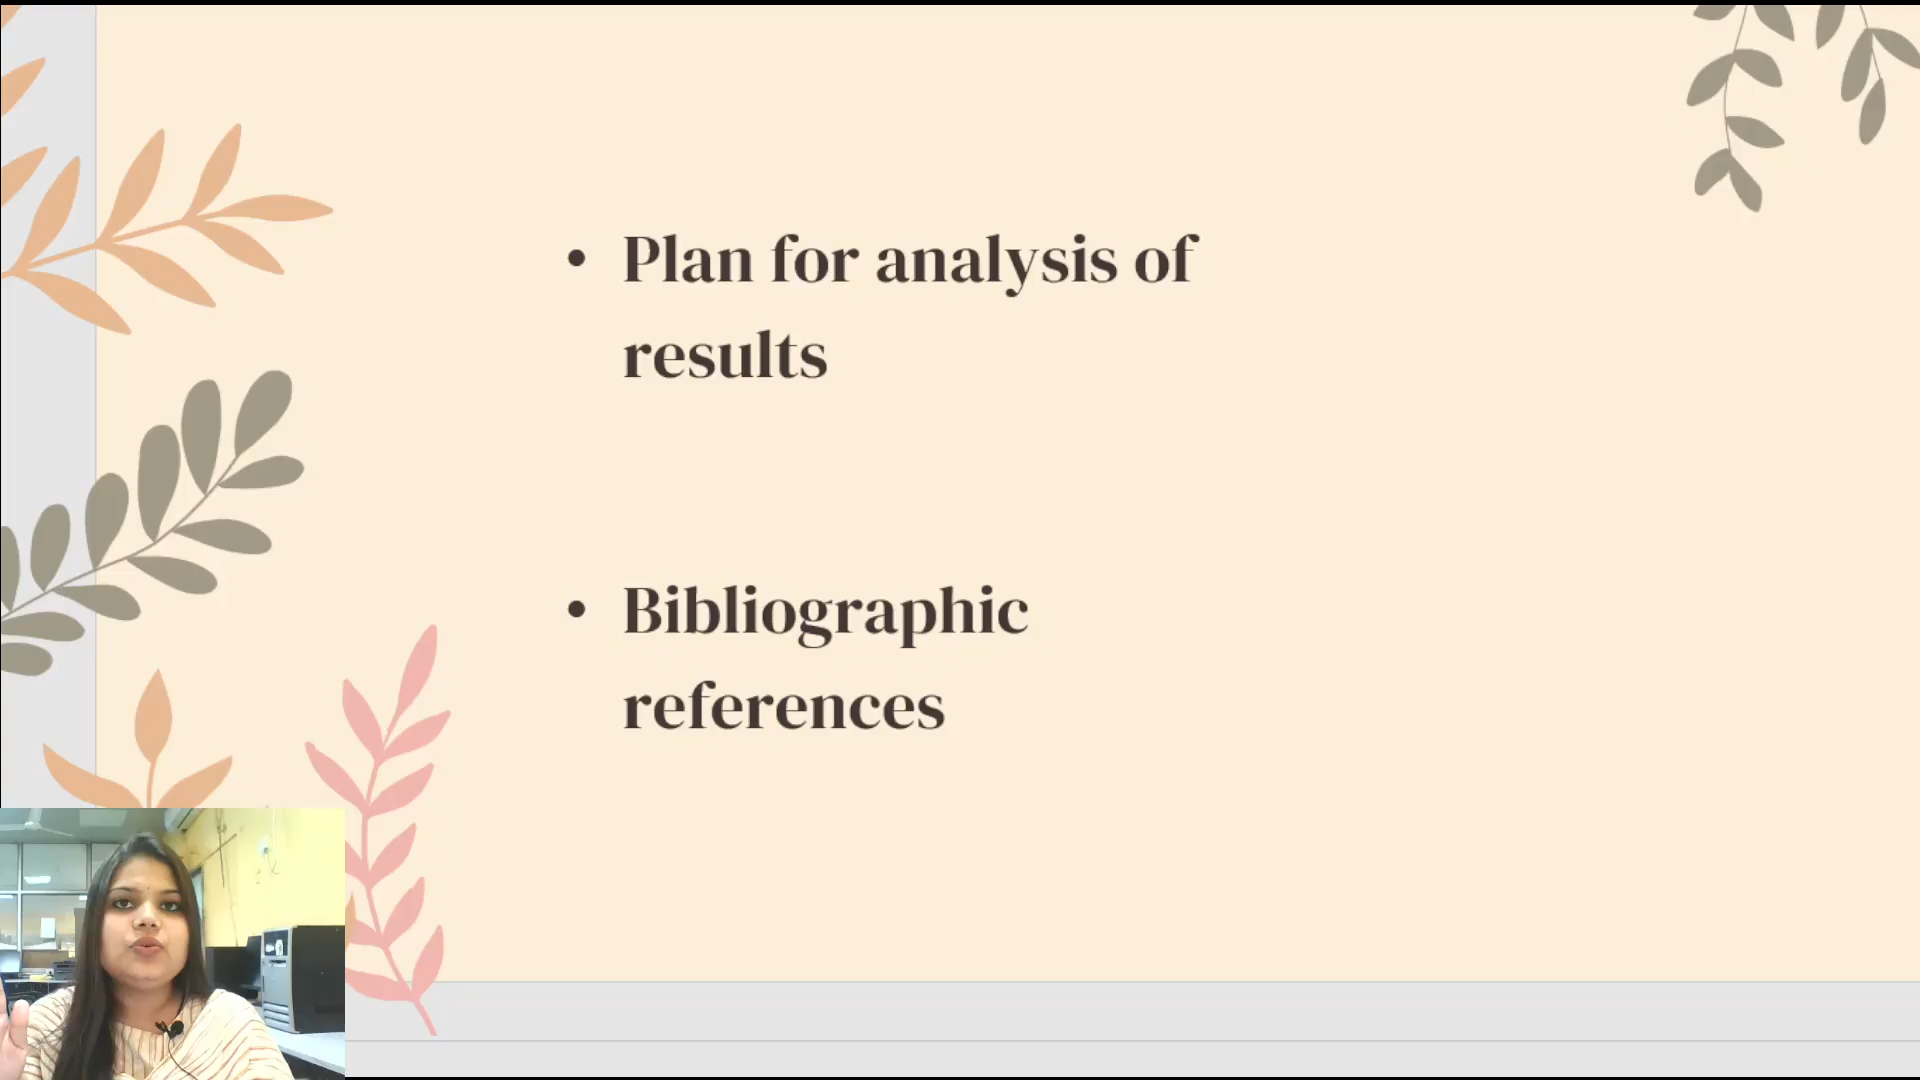 • Plan for analysis of
results
• Bibliographic
references